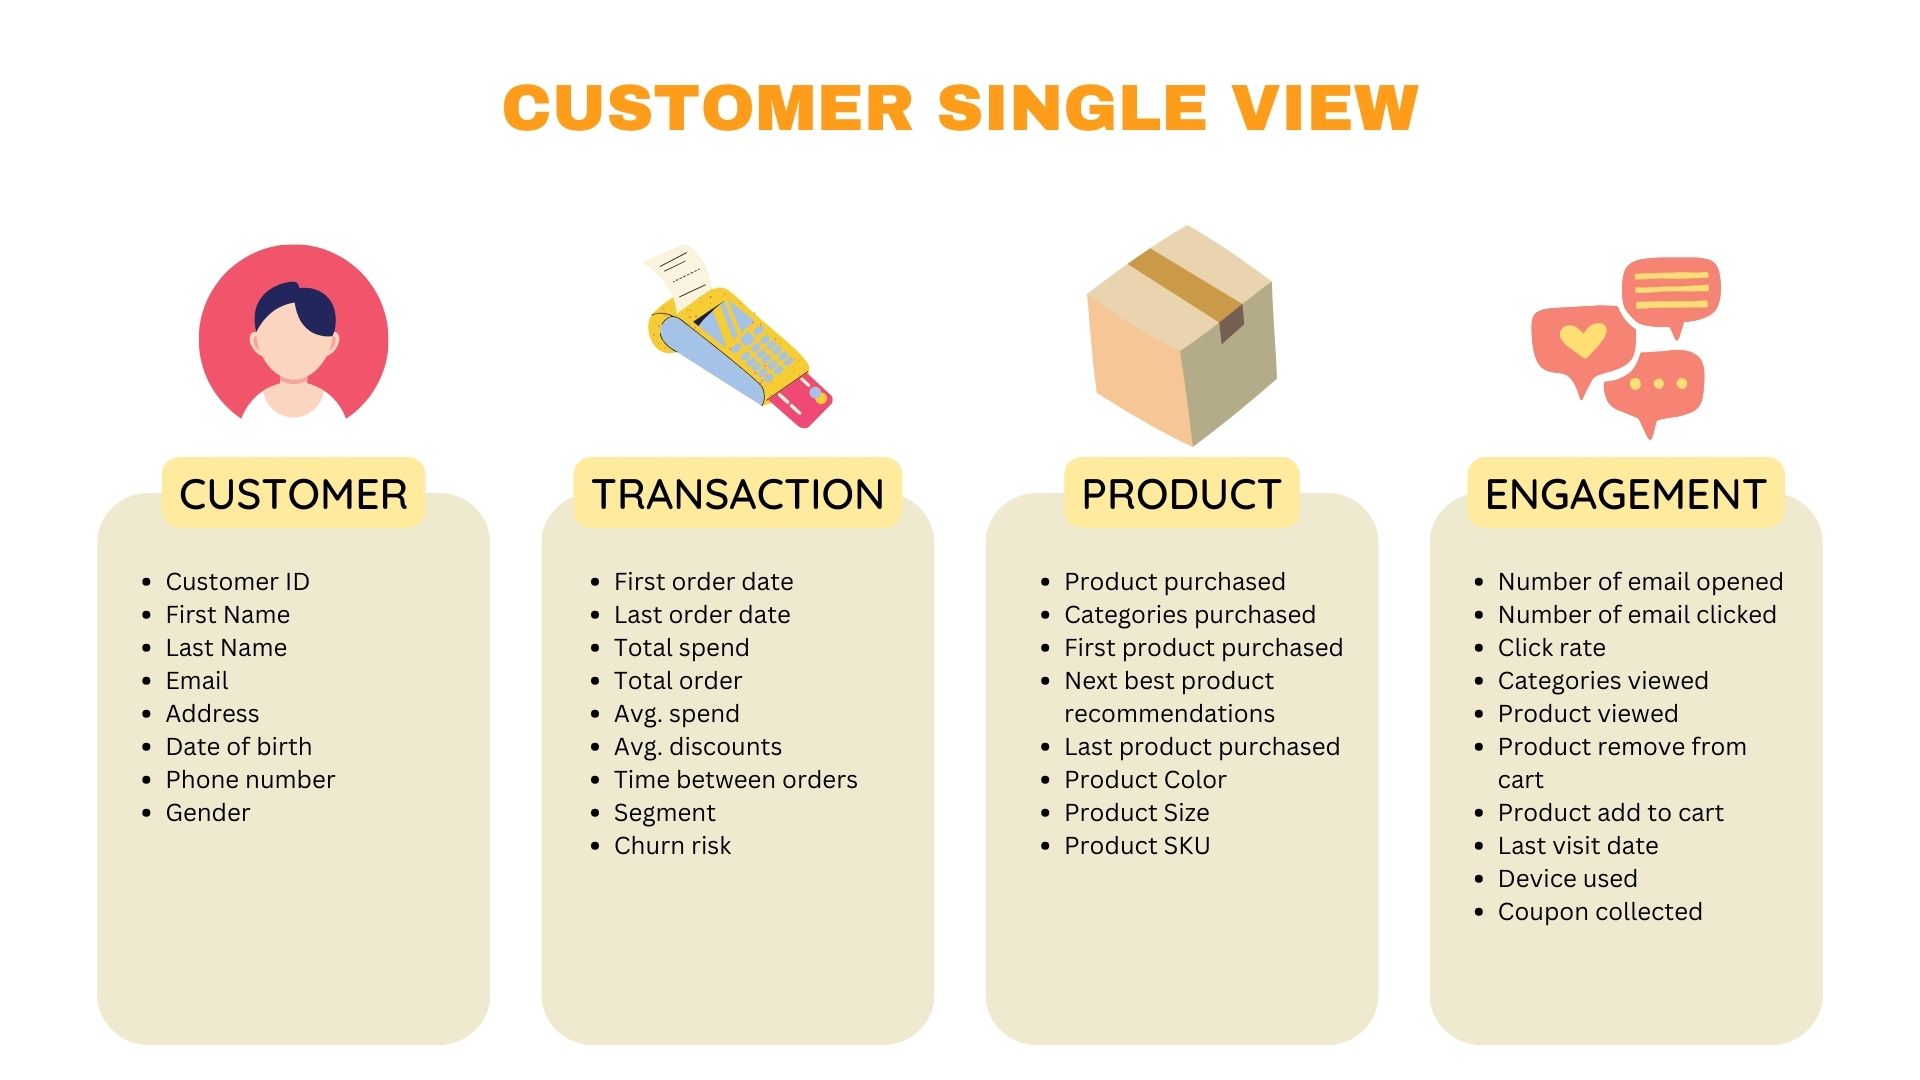 CUSTOMER SINGLE VIEW
CUSTOMER
• Customer ID
• First Name
• Last Name
• Email
• Address
• Date of birth
• Phone number
• Gender
TRANSACTION
• First order date
• Last order date
• Total spend
• Total order
• Avg. spend
• Avg. discounts
• Time between orders
• Segment
• Churn risk
PRODUCT
• Product purchased
• Categories purchased
• First product purchased
• Next best product
recommendations
• Last product purchased
• Product Color
• Product Size
• Product SKU
ENGAGEMENT
• Number of email opened
• Number of email clicked
• Click rate
• Categories viewed
• Product viewed
• Product remove from
cart
• Product add to cart
• Last visit date
• Device used
• Coupon collected